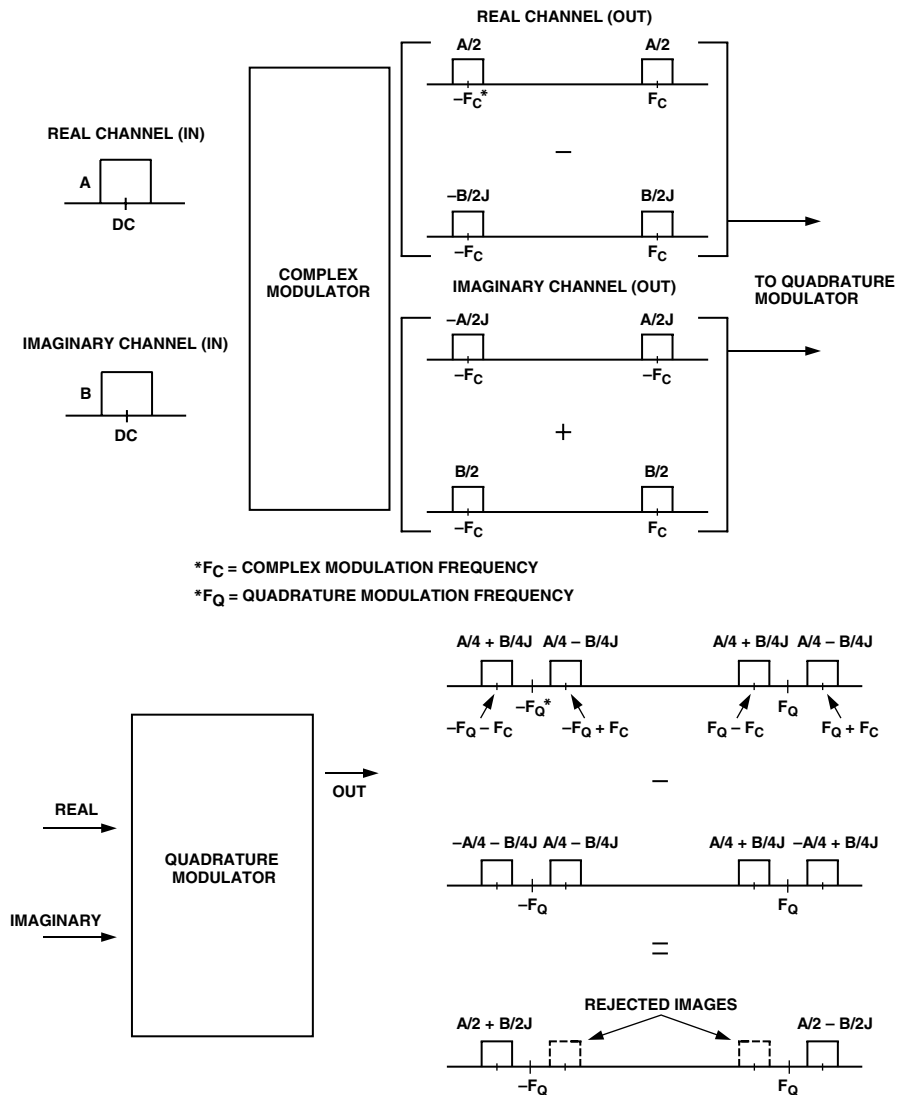 REAL CHANNEL (OUT)
A/2 A/2
–FC* FC
REAL CHANNEL (IN)
A
DC
–
–B/2J B/2J
–FC FC
COMPLEX
MODULATOR
TO QUADRATURE
MODULATOR
IMAGINARY CHANNEL (OUT)
–A/2J A/2J
–FC –FC
IMAGINARY CHANNEL (IN)
B
DC
+
B/2 B/2
–FC FC
*FC = COMPLEX MODULATION FREQUENCY
*FQ = QUADRATURE MODULATION FREQUENCY
A/4 + B/4J A/4 – B/4J A/4 + B/4J A/4 – B/4J
–FQ* FQ
–FQ – FC –FQ + FC FQ – FC FQ + FC
OUT
REAL
–
QUADRATURE
MODULATOR
–A/4 – B/4J A/4 – B/4J A/4 + B/4J –A/4 + B/4J
–FQ FQ
IMAGINARY
=
REJECTED IMAGES
A/2 + B/2J A/2 – B/2J
–FQ FQ